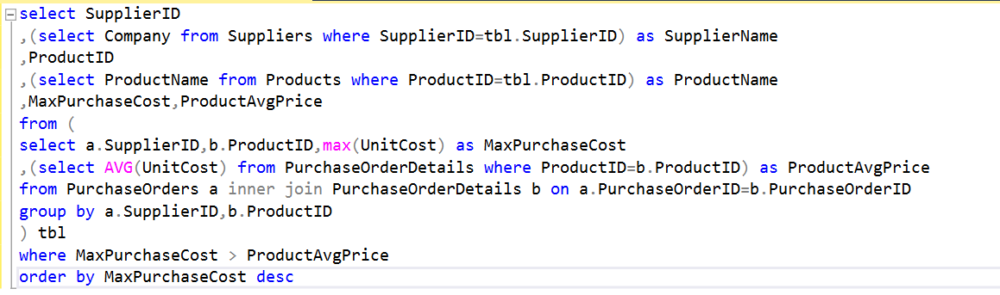 select SupplierID
,(select Company from Suppliers where SupplierID=tbl.SupplierID) as SupplierName
,ProductID
,(select ProductName from Products where ProductID=tbl.ProductID) as ProductName
,MaxPurchaseCost,ProductAvgPrice
from (
select a.SupplierID,b.ProductID,max(UnitCost) as MaxPurchaseCost
,(select AVG(UnitCost) from PurchaseOrderDetails where ProductID=b.ProductID) as ProductAvgPrice
from PurchaseOrders a inner join PurchaseOrderDetails b on a.PurchaseOrderID=b.PurchaseOrderID
group by a.SupplierID,b.ProductID
) tbl
where MaxPurchaseCost > ProductAvgPrice
order by MaxPurchaseCost desc